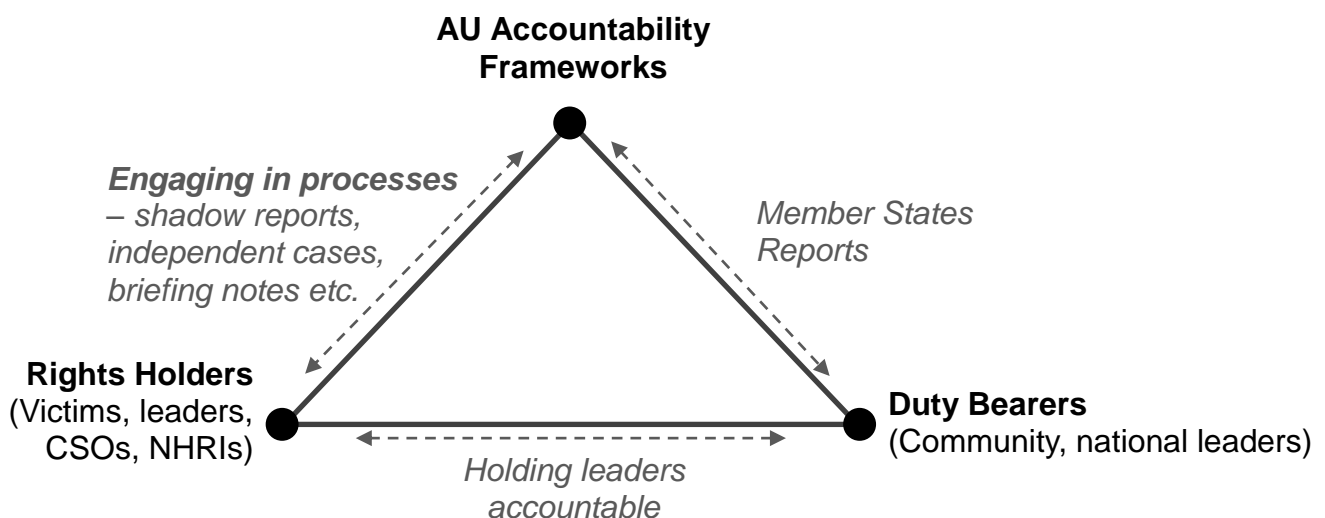 AU Accountability
Frameworks
Engaging in processes
– shadow reports,
independent cases,
briefing notes etc.
Member States
Reports
Rights Holders
(Victims, leaders,
CSOs, NHRIs)
Duty Bearers
(Community, national leaders)
Holding leaders
accountable